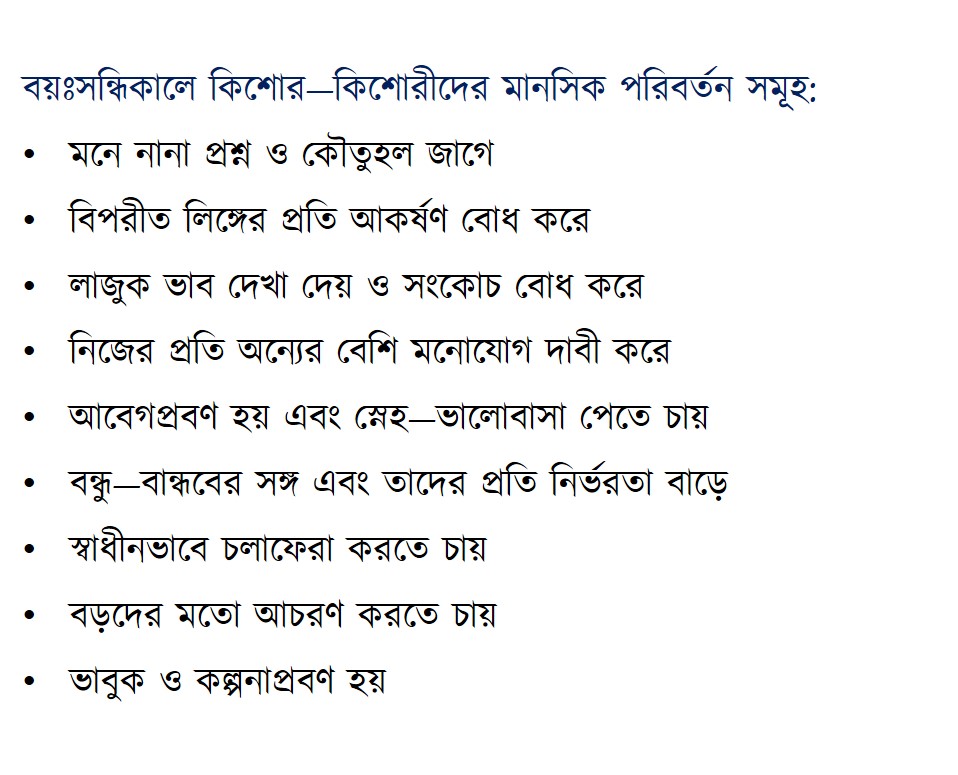 বয়ঃসন্ধিকালে কিশোর—কিশোরীদের মানসিক পরিবর্তন সমূহ:
• মনে নানা প্রশ্ন ও কৌতুহল জাগে
• বিপরীত লিঙ্গের প্রতি আকর্ষণ বোধ করে
• লাজুক ভাব দেখা দেয় ও সংকোচ বোধ করে
• নিজের প্রতি অন্যের বেশি মনোযোগ দাবী করে
• আবেগপ্রবণ হয় এবং স্নেহ—ভালোবাসা পেতে চায়
• বন্ধু—বান্ধবের সঙ্গ এবং তাদের প্রতি নির্ভরতা বাড়ে
• স্বাধীনভাবে চলাফেরা করতে চায়
• বড়দের মতো আচরণ করতে চায়
• ভাবুক ও কল্পনাপ্রবণ হয়